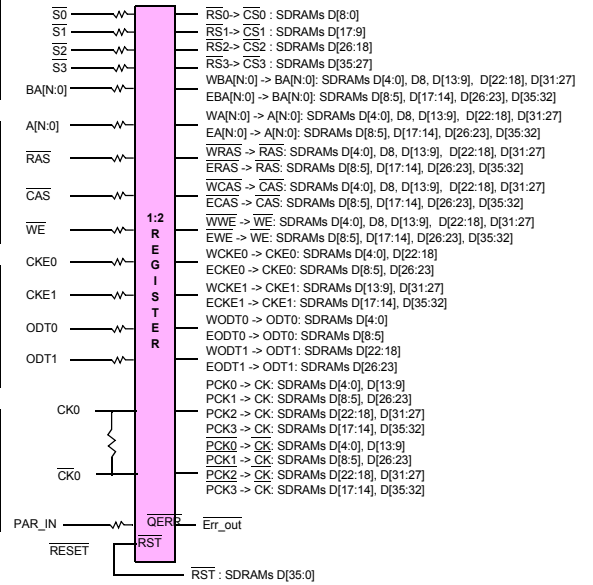 S0
S1
S2
S3
BA[N:0]
A[N:0]
RAS
CAS
WE
CKE0
CKE1
ODT0
ODT1
CK0
CK0
PAR_IN
RESET
1:2
R
E
G
I
S
T
E
R
QERR
RST
RS0-> CS0 : SDRAMs D[8:0]
RS1-> CS1 : SDRAMs D[17:9]
RS2-> CS2 : SDRAMs D[26:18]
RS3-> CS3 : SDRAMs D[35:27]
WBA[N:0] -> BA[N:0]: SDRAMs D[4:0], D8, D[13:9], D[22:18], D[31:27]
EBA[N:0] -> BA[N:0]: SDRAMs D[8:5], D[17:14], D[26:23], D[35:32]
WA[N:0] -> A[N:0]: SDRAMs D[4:0], D8, D[13:9], D[22:18], D[31:27]
EA[N:0] -> A[N:0]: SDRAMs D[8:5], D[17:14], D[26:23], D[35:32]
WRAS -> RAS: SDRAMs D[4:0], D8, D[13:9], D[22:18], D[31:27]
ERAS -> RAS: SDRAMs D[8:5], D[17:14], D[26:23], D[35:32]
WCAS -> CAS: SDRAMs D[4:0], D8, D[13:9], D[22:18], D[31:27]
ECAS -> CAS: SDRAMs D[8:5], D[17:14], D[26:23], D[35:32]
WWE -> WE: SDRAMs D[4:0], D8, D[13:9], D[22:18], D[31:27]
EWE -> WE: SDRAMs D[8:5], D[17:14], D[26:23], D[35:32]
WCKE0 -> CKE0: SDRAMs D[4:0], D[22:18]
ECKE0 -> CKE0: SDRAMs D[8:5], D[26:23]
WCKE1 -> CKE1: SDRAMs D[13:9], D[31:27]
ECKE1 -> CKE1: SDRAMs D[17:14], D[35:32]
WODT0 -> ODT0: SDRAMs D[4:0]
EODT0 -> ODT0: SDRAMs D[8:5]
WODT1 -> ODT1: SDRAMs D[22:18]
EODT1 -> ODT1: SDRAMs D[26:23]
PCK0 -> CK: SDRAMs D[4:0], D[13:9]
PCK1 -> CK: SDRAMs D[8:5], D[26:23]
PCK2 -> CK: SDRAMs D[22:18], D[31:27]
PCK3 -> CK: SDRAMs D[17:14], D[35:32]
PCK0 -> CK: SDRAMs D[4:0], D[13:9]
PCK1 -> CK: SDRAMs D[8:5], D[26:23]
PCK2 -> CK: SDRAMs D[22:18], D[31:27]
PCK3 -> CK: SDRAMs D[17:14], D[35:32]
Err_out
RST : SDRAMs D[35:0]